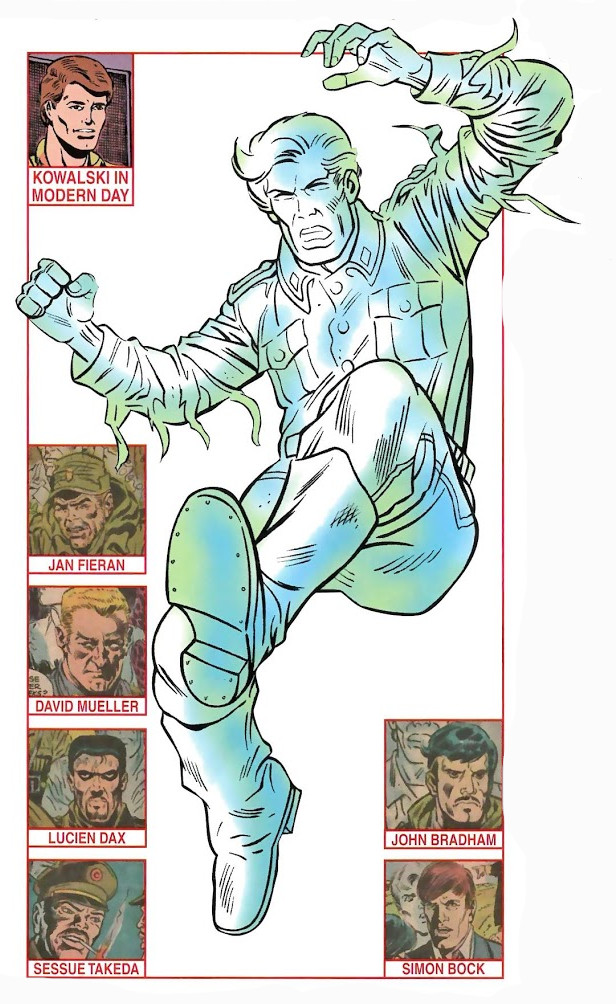 KOWALSKI IN
MODERN DAY
JAN FIERAN
DAVID MUELLER
LUCIEN DAX
JOHN BRADHAM
SESSUE TAKEDA
SIMON BOCK